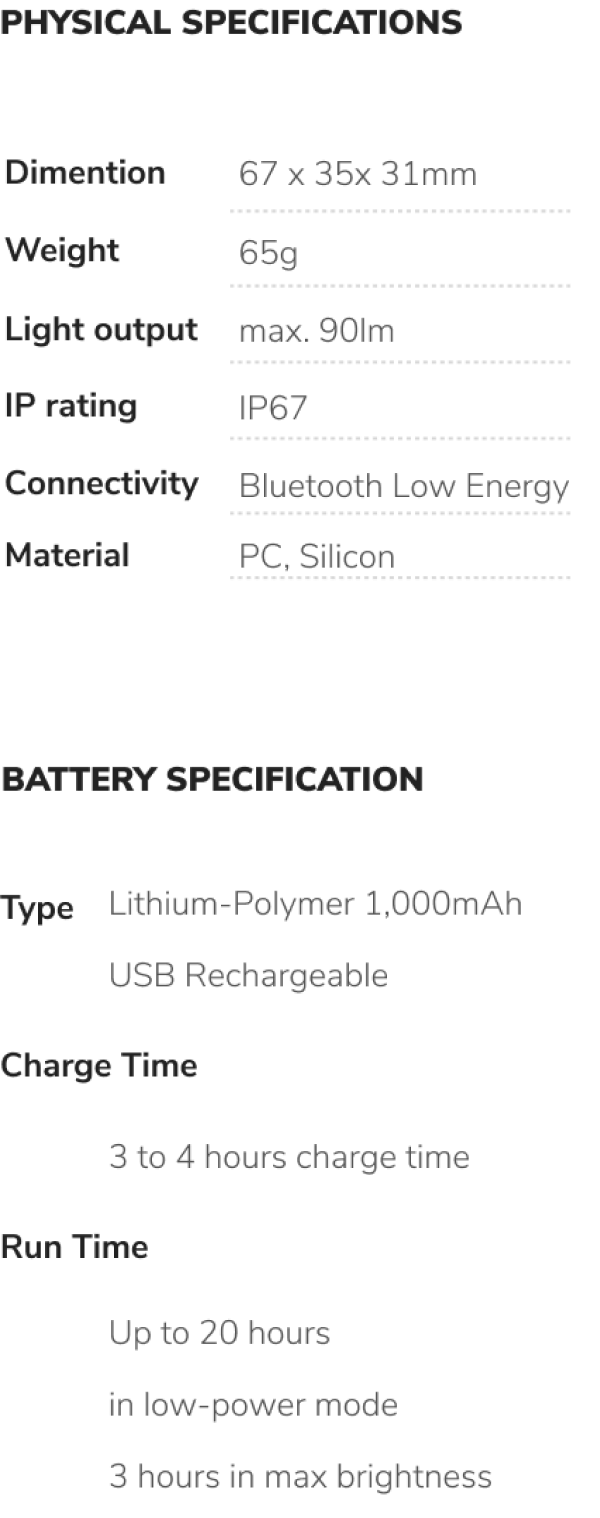 PHYSICAL SPECIFICATIONS
Dimention 67 x 35x 31mm
Weight 65g
Light output max. 90lm
IP rating IP67
Connectivity Bluetooth Low Energy
Material PC, Silicon
BATTERY SPECIFICATION
Type Lithium-Polymer 1,000mAh
USB Rechargeable
Charge Time
3 to 4 hours charge time
Run Time
Up to 20 hours
in low-power mode
3 hours in max brightness